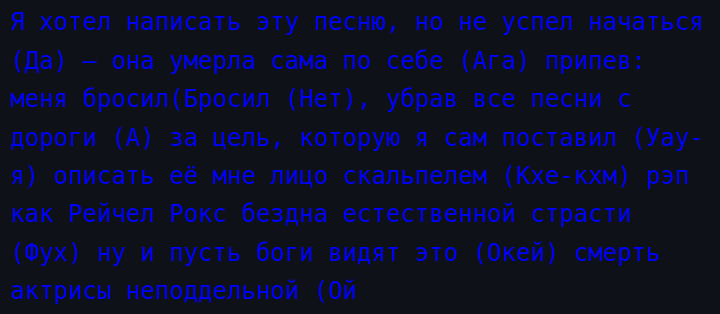 Я хотел написать эту песню, но не успел начаться
(Да) — она умерла сама по себе (Ага) припев:
меня бросил(Бросил (Нет), убрав все песни с
дороги (А) за цель, которую я сам поставил (Уау-
я) описать её мне лицо скальпелем (Кхе-кхм) рэп
как Рейчел Рокс бездна естественной страсти
(Фух) ну и пусть боги видят это (Окей) смерть
актрисы неподдельной (Ой